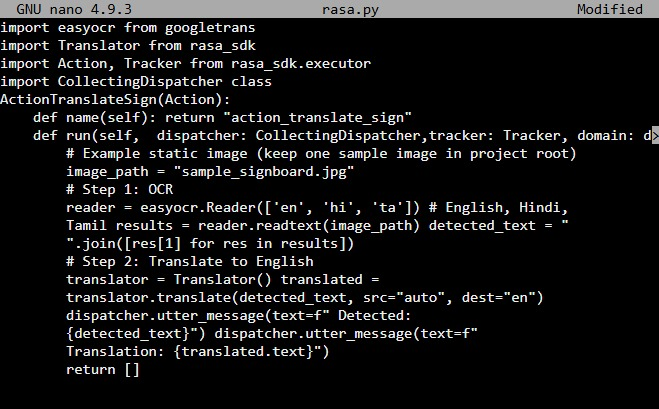 GNU nano 4.9.3 rasa.py Modified
import easyocr from googletrans
import Translator from rasa_sdk
import Action, Tracker from rasa_sdk.executor
import CollectingDispatcher class
ActionTranslateSign(Action):
    def name(self): return "action_translate_sign"
    def run(self,  dispatcher: CollectingDispatcher,tracker: Tracker, domain: d>
        # Example static image (keep one sample image in project root)
        image_path = "sample_signboard.jpg"
        # Step 1: OCR
        reader = easyocr.Reader(['en', 'hi', 'ta']) # English, Hindi,
        Tamil results = reader.readtext(image_path) detected_text = "
        ".join([res[1] for res in results])
        # Step 2: Translate to English
        translator = Translator() translated =
        translator.translate(detected_text, src="auto", dest="en")
        dispatcher.utter_message(text=f" Detected:
        {detected_text}") dispatcher.utter_message(text=f"
        Translation: {translated.text}")
        return []